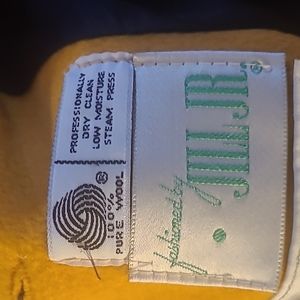 PROFESSIONALLY
DRY CLEAN
LOW MOISTURE
STEAM PRESS
®
100%
PURE WOOL
fashioned by
JILL JR.